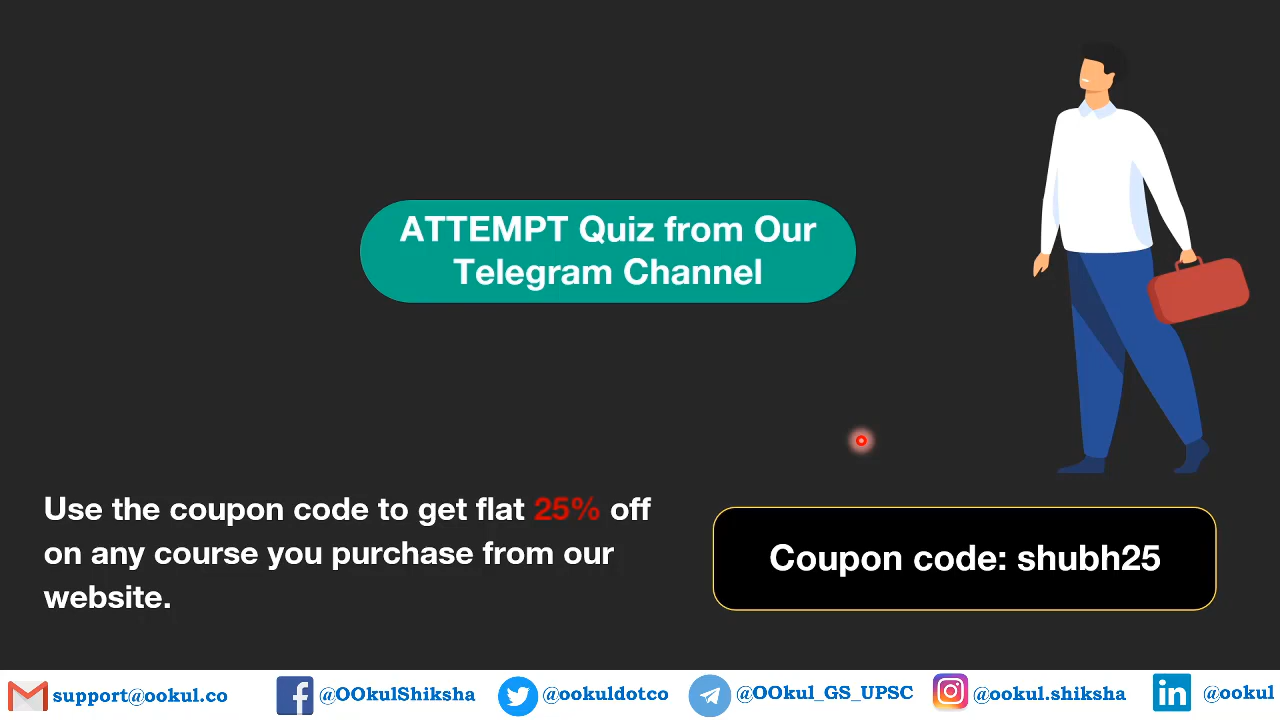 ATTEMPT Quiz from Our
Telegram Channel
Use the coupon code to get flat 25% off
on any course you purchase from our
website.
Coupon code: shubh25
support@ookul.co @OOkulShiksha @ookuldotco @OOkul_GS_UPSC @ookul.shiksha @ookul